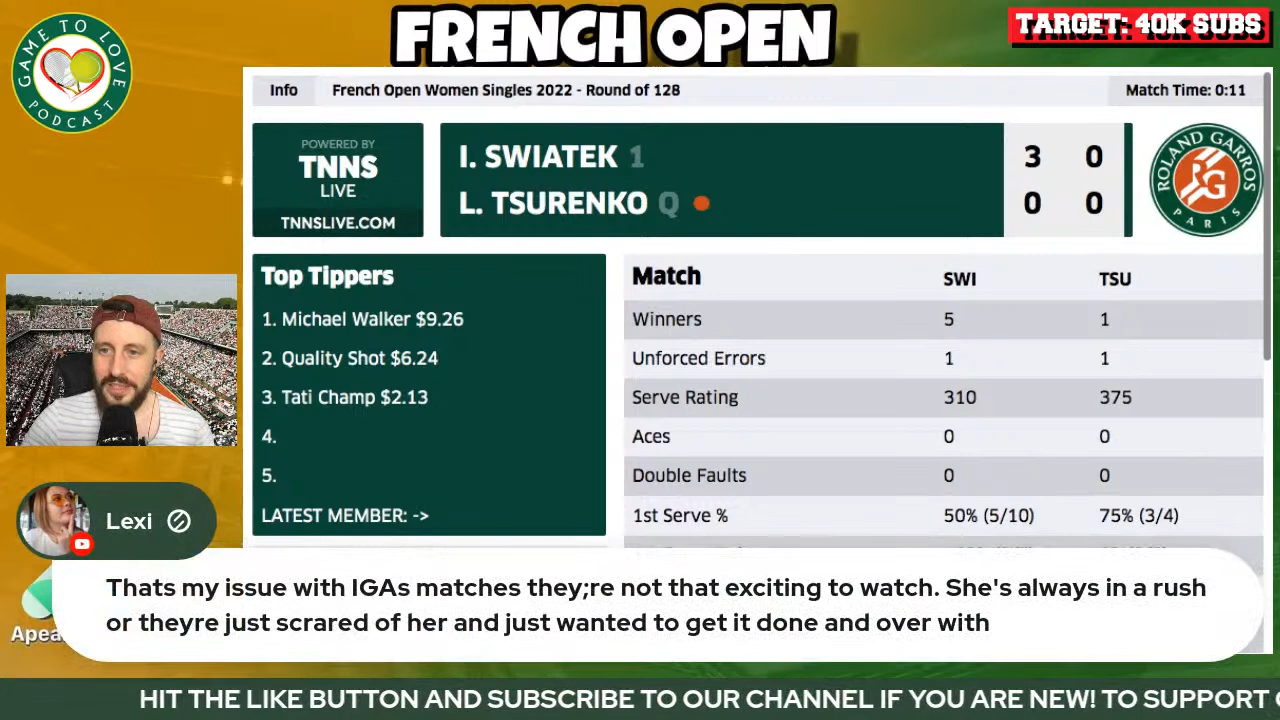 GAME TO LOVE
PODCAST
FRENCH OPEN
TARGET: 40K SUBS
Info
French Open Women Singles 2022 - Round of 128
Match Time: 0:11
POWERED BY
TNNS
LIVE
TNNSLIVE.COM
I. SWIATEK 1 3 0
L. TSURENKO Q 0 0
ROLAND GARROS
RG
PARIS
Top Tippers
1. Michael Walker $9.26
2. Quality Shot $6.24
3. Tati Champ $2.13
4.
5.
LATEST MEMBER: ->
Match SWI TSU
Winners 5 1
Unforced Errors 1 1
Serve Rating 310 375
Aces 0 0
Double Faults 0 0
1st Serve % 50% (5/10) 75% (3/4)
Lexi
Thats my issue with IGAs matches they;re not that exciting to watch. She's always in a rush
or theyre just scrared of her and just wanted to get it done and over with
Apea
HIT THE LIKE BUTTON AND SUBSCRIBE TO OUR CHANNEL IF YOU ARE NEW! TO SUPPORT